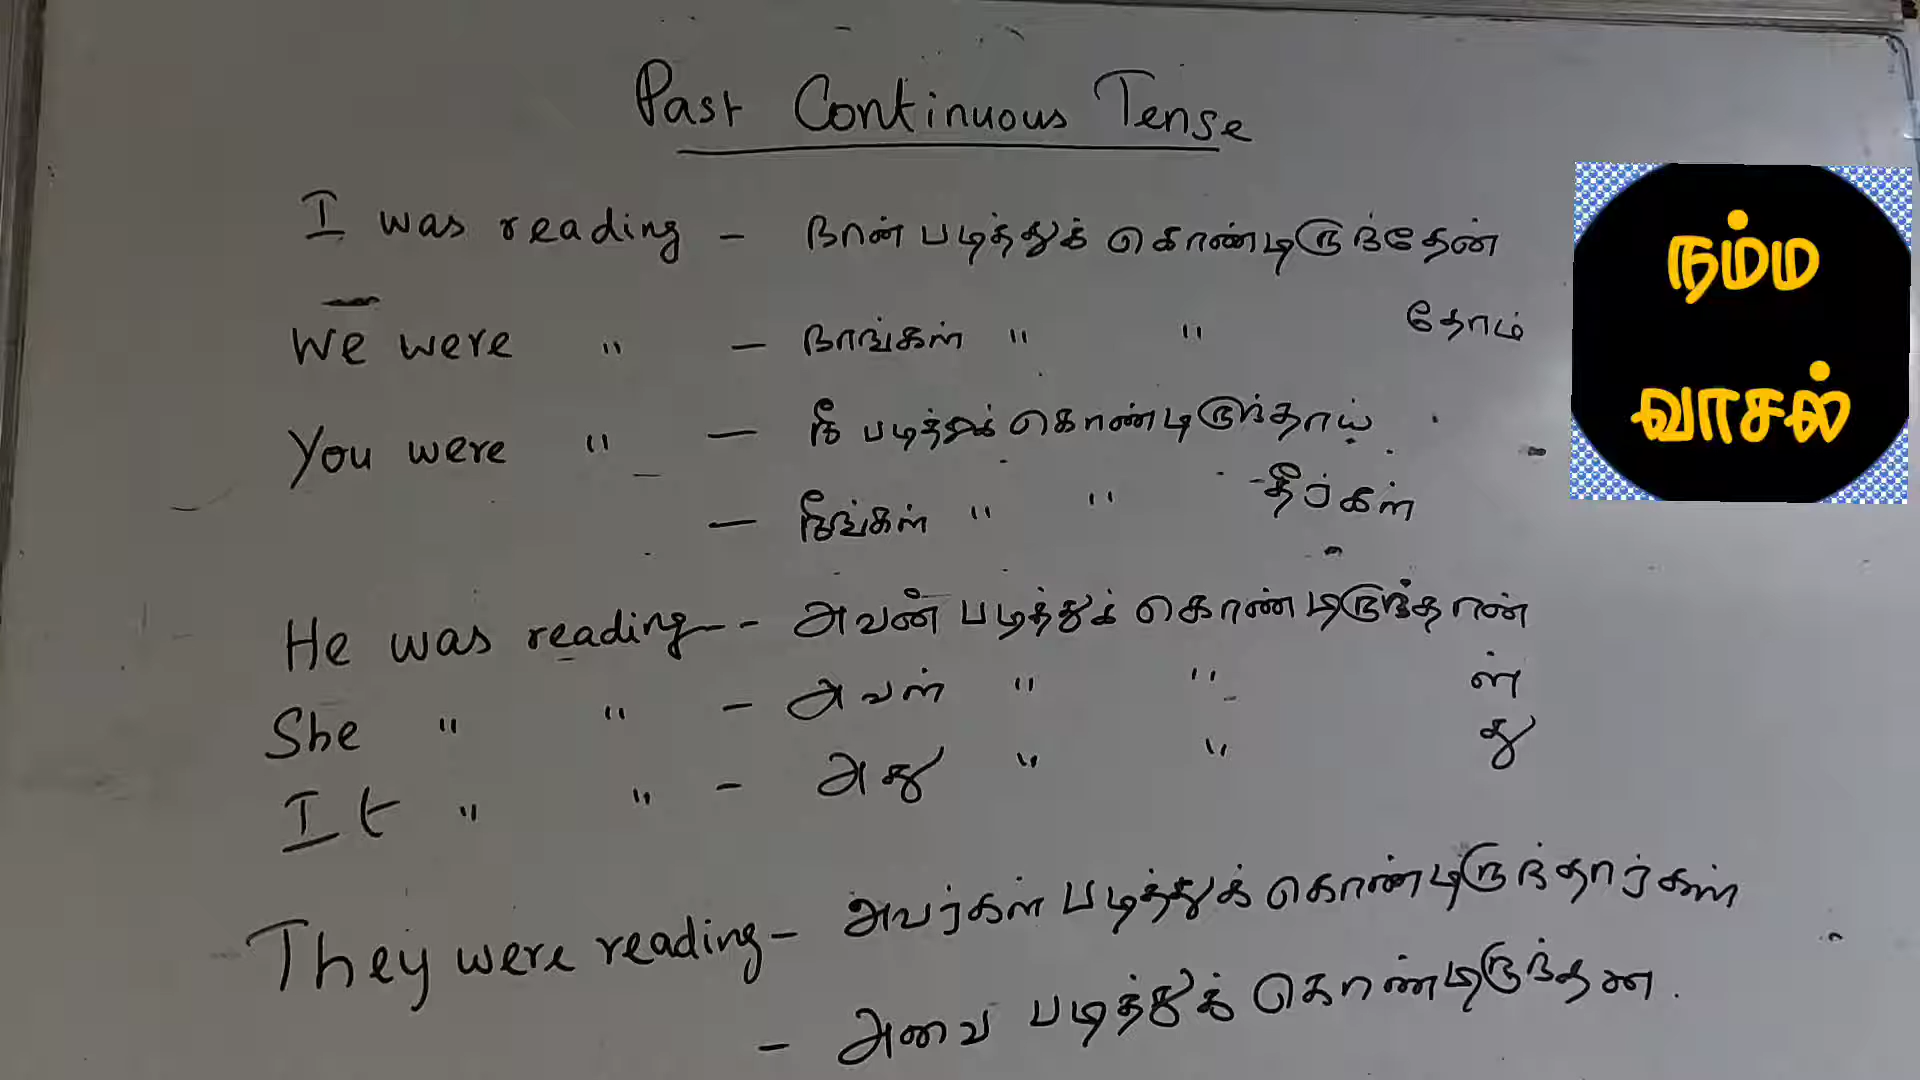 Past Continuous Tense
I was reading - நான் படித்துக் கொண்டிருந்தேன்
We were " - நாங்கள் " " தோம்
You were " - நீ படித்துக் கொண்டிருந்தாய்
- நீங்கள் " " தீர்கள்
He was reading - அவன் படித்துக் கொண்டிருந்தான்
She " " - அவள் " " ள்
It " " - அது " " து
They were reading - அவர்கள் படித்துக் கொண்டிருந்தார்கள்
- அவை படித்துக் கொண்டிருந்தன.
நம்ம
வாசல்